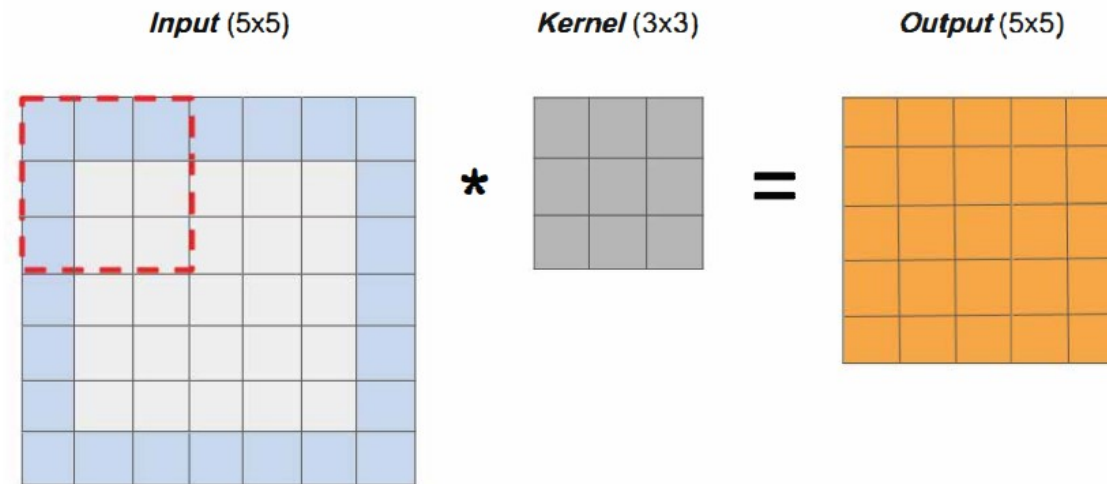 Input (5x5)
Kernel (3x3)
Output (5x5)
*
=